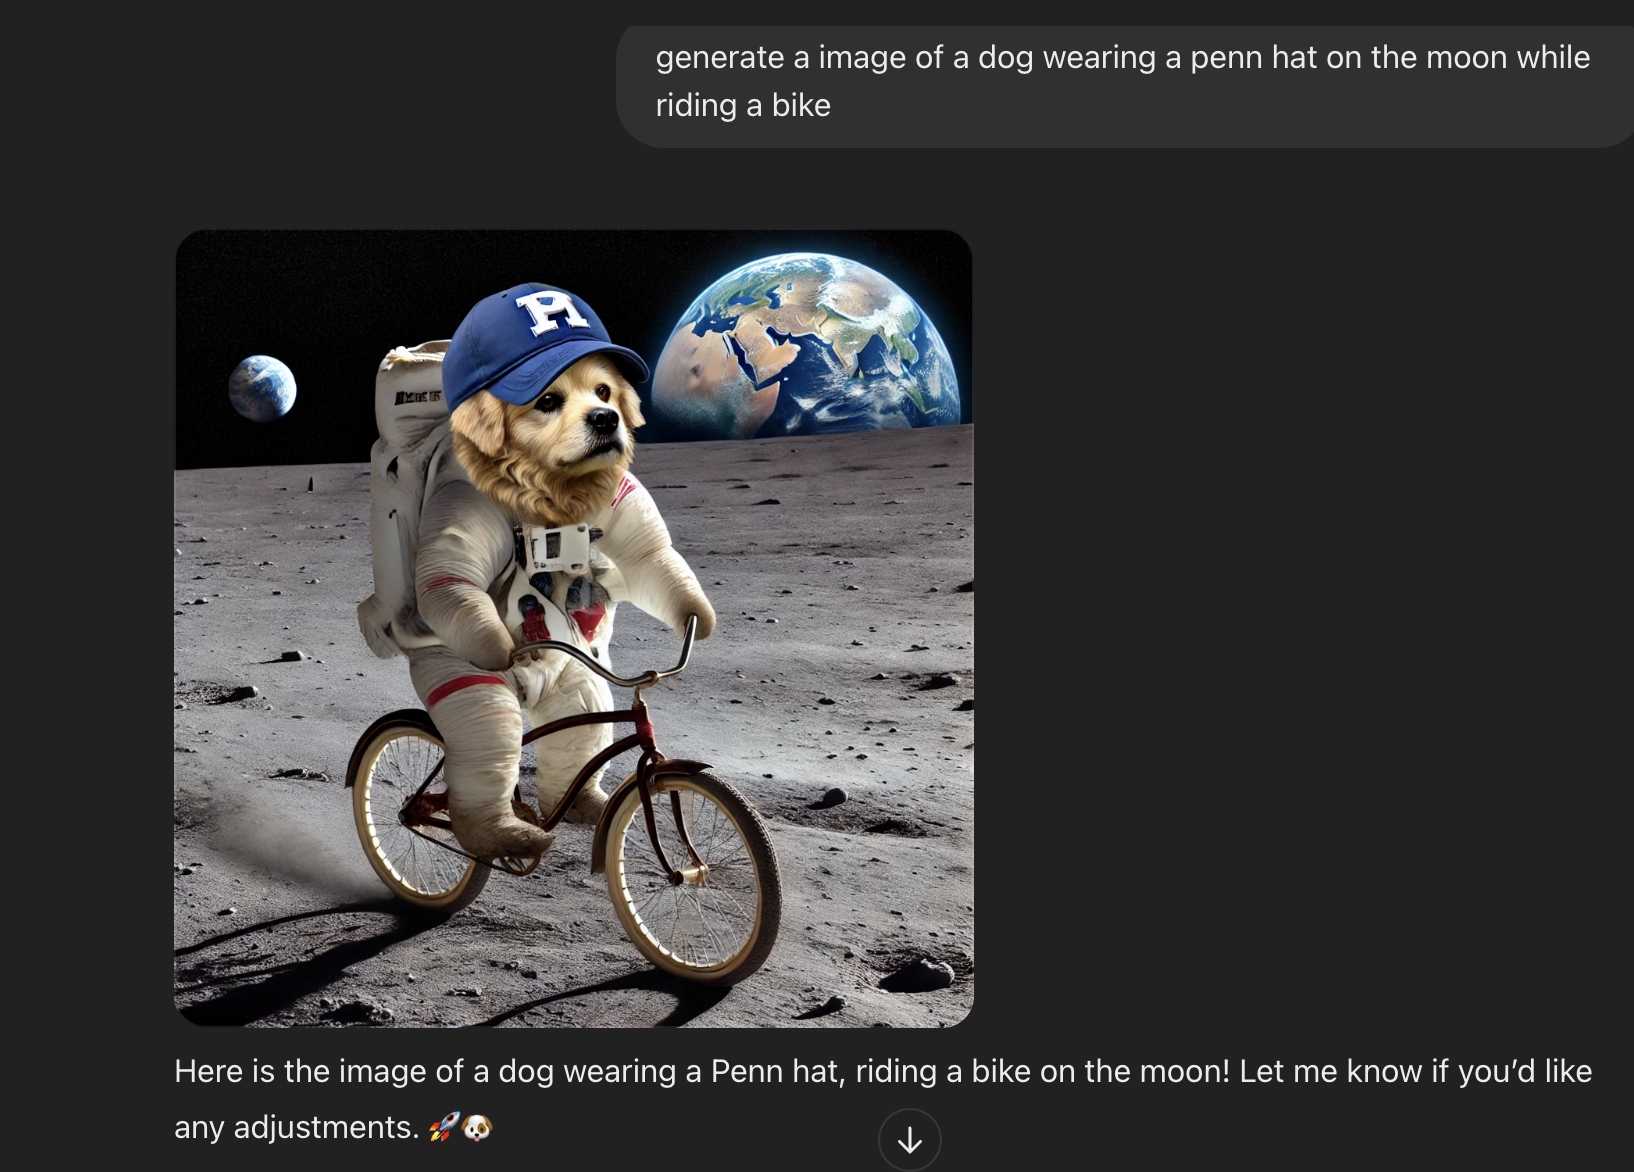 generate a image of a dog wearing a penn hat on the moon while
riding a bike
Here is the image of a dog wearing a Penn hat, riding a bike on the moon! Let me know if you’d like
any adjustments. 🚀🐶